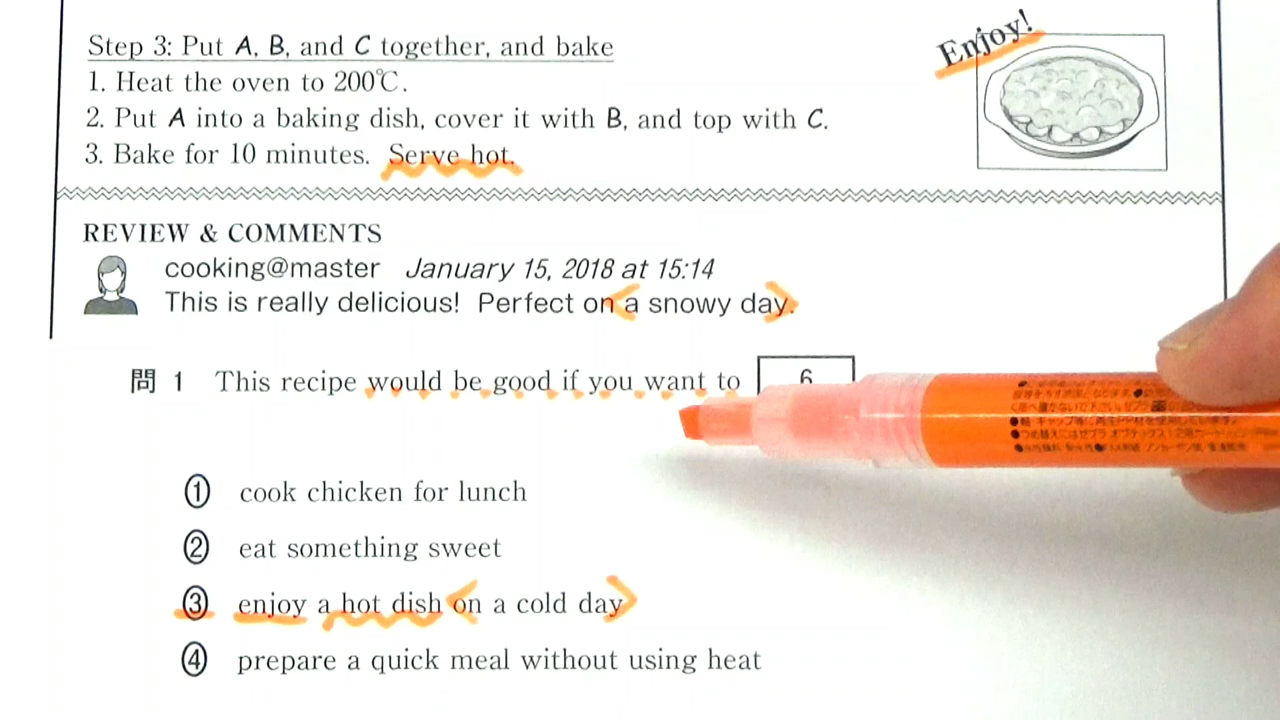 Step 3: Put A, B, and C together, and bake
Enjoy!
1. Heat the oven to 200℃.
2. Put A into a baking dish, cover it with B, and top with C.
3. Bake for 10 minutes. Serve hot.
REVIEW & COMMENTS
cooking@master January 15, 2018 at 15:14
This is really delicious! Perfect on a snowy day.
問 1 This recipe would be good if you want to 6
① cook chicken for lunch
② eat something sweet
③ enjoy a hot dish on a cold day
④ prepare a quick meal without using heat